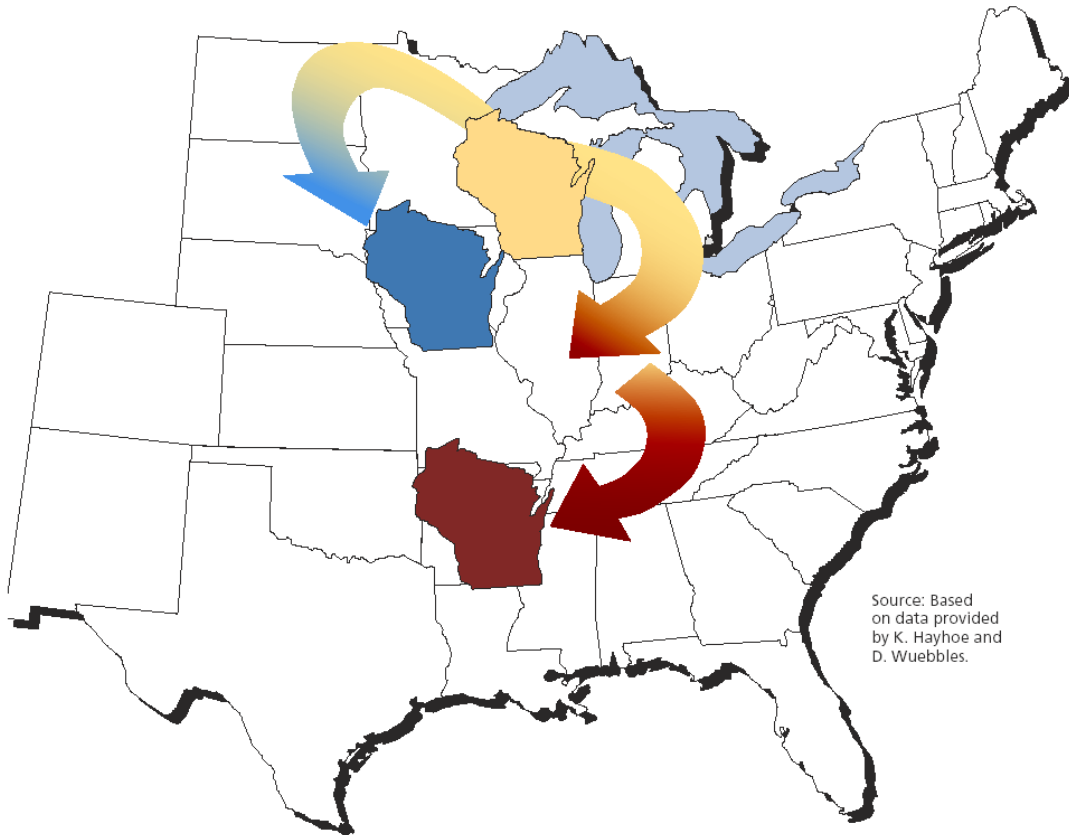 Source: Based
on data provided
by K. Hayhoe and
D. Wuebbles.